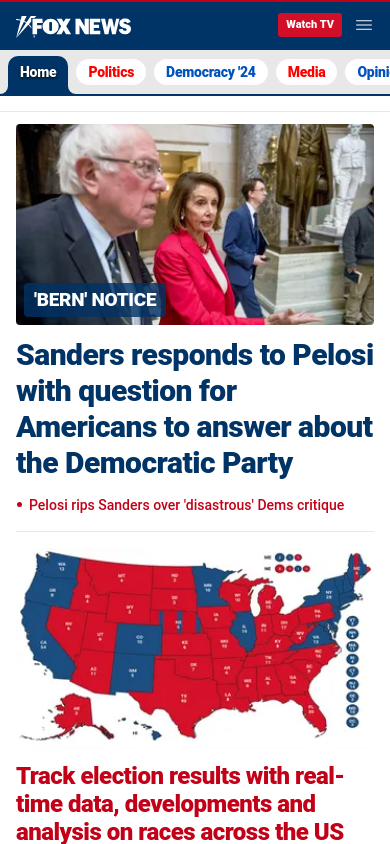 FOX NEWS
Watch TV
Home
Politics
Democracy '24
Media
Opini
'BERN' NOTICE
Sanders responds to Pelosi
with question for
Americans to answer about
the Democratic Party
Pelosi rips Sanders over 'disastrous' Dems critique
Track election results with real-
time data, developments and
analysis on races across the US